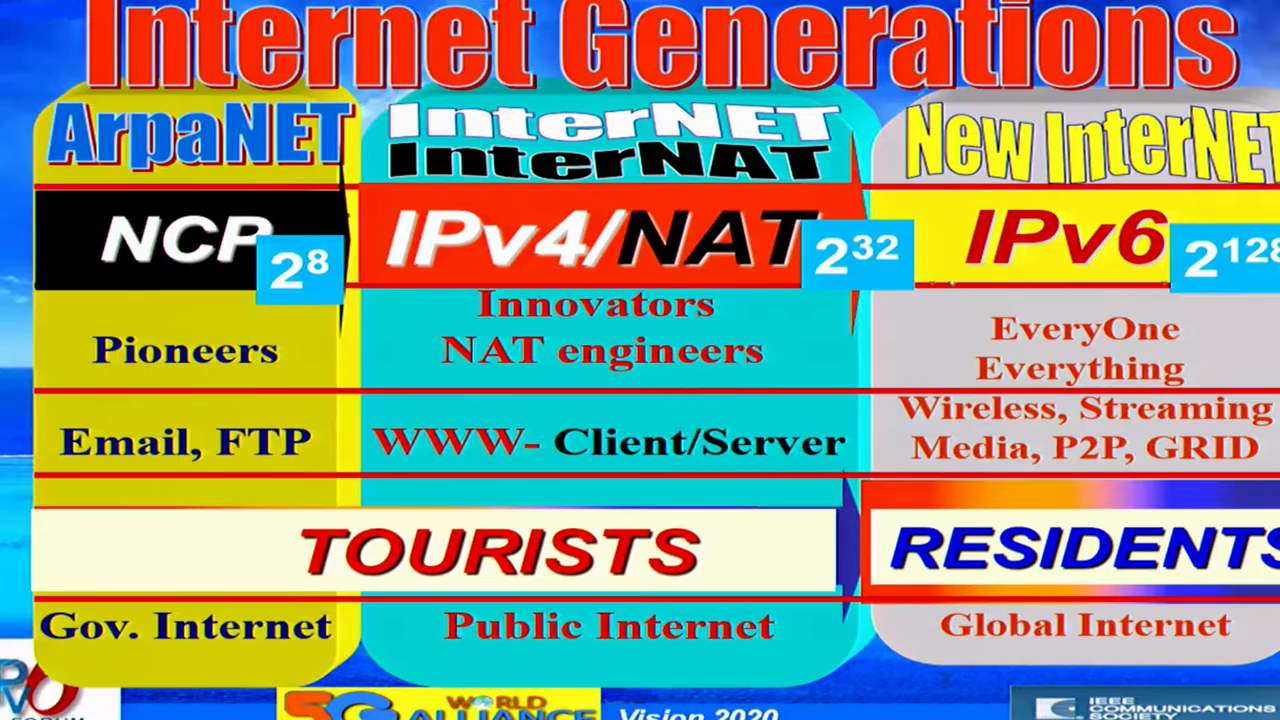 Internet Generations
ArpaNET
InterNET
InterNAT
New InterNET
NCP
2⁸
IPv4/NAT
2³²
IPv6
2¹²⁸
Pioneers
Innovators
NAT engineers
EveryOne
Everything
Email, FTP
WWW- Client/Server
Wireless, Streaming
Media, P2P, GRID
TOURISTS
RESIDENTS
Gov. Internet
Public Internet
Global Internet
FORUM
5G WORLD
ALLIANCE
Vision 2020
IEEE
COMMUNICATIONS
SOCIETY